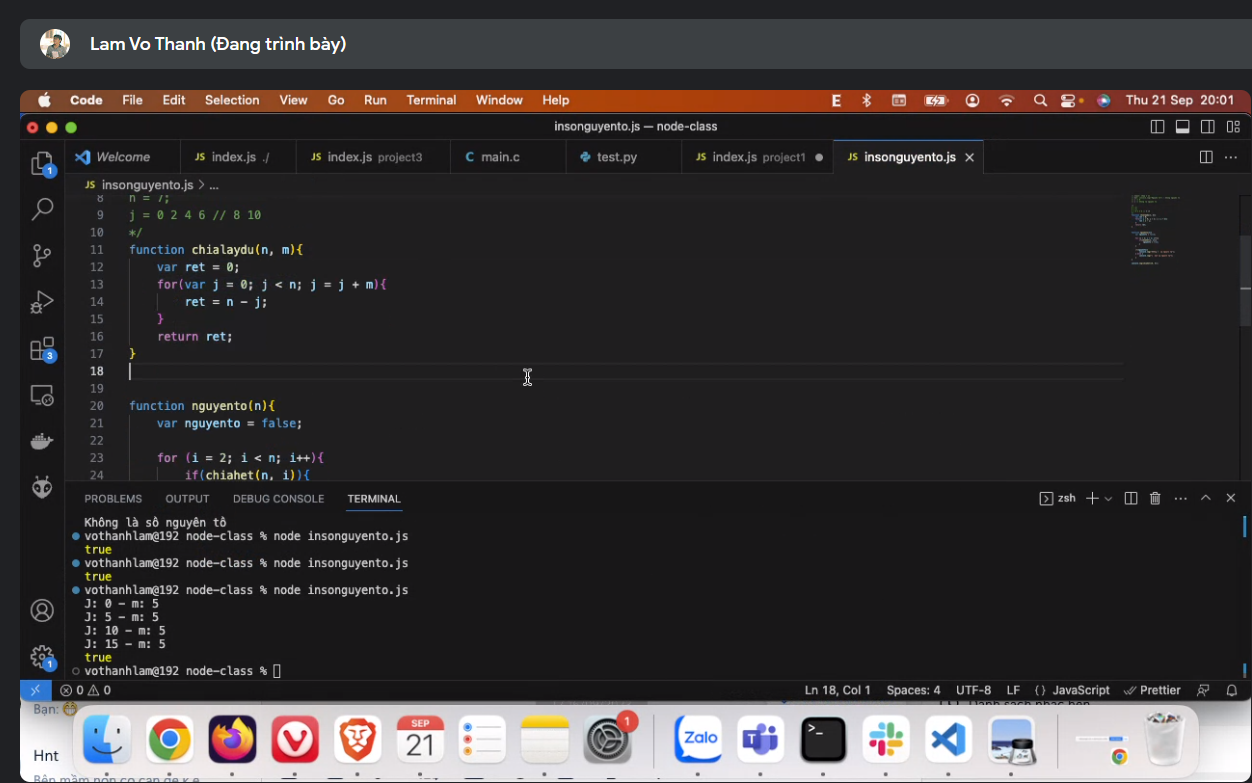 Lam Vo Thanh (Đang trình bày)
Code File Edit Selection View Go Run Terminal Window Help E Thu 21 Sep 20:01
insonguyento.js — node-class
Welcome JS index.js ./ JS index.js project3 C main.c test.py JS index.js project1 JS insonguyento.js
JS insonguyento.js > ...
8 n = 7;
9 j = 0 2 4 6 // 8 10
10 */
11 function chialaydu(n, m){
12 var ret = 0;
13 for(var j = 0; j < n; j = j + m){
14 ret = n - j;
15 }
16 return ret;
17 }
18
19
20 function nguyento(n){
21 var nguyento = false;
22
23 for (i = 2; i < n; i++){
24 if(chiahet(n, i)){
1
3
1
PROBLEMS OUTPUT DEBUG CONSOLE TERMINAL zsh
Không là số nguyên tố
vothanhlam@192 node-class % node insonguyento.js
true
vothanhlam@192 node-class % node insonguyento.js
true
vothanhlam@192 node-class % node insonguyento.js
J: 0 - m: 5
J: 5 - m: 5
J: 10 - m: 5
J: 15 - m: 5
true
vothanhlam@192 node-class %
0 0 Ln 18, Col 1 Spaces: 4 UTF-8 LF {} JavaScript Prettier
Bạn:
SEP
21
1
Zalo
Hnt